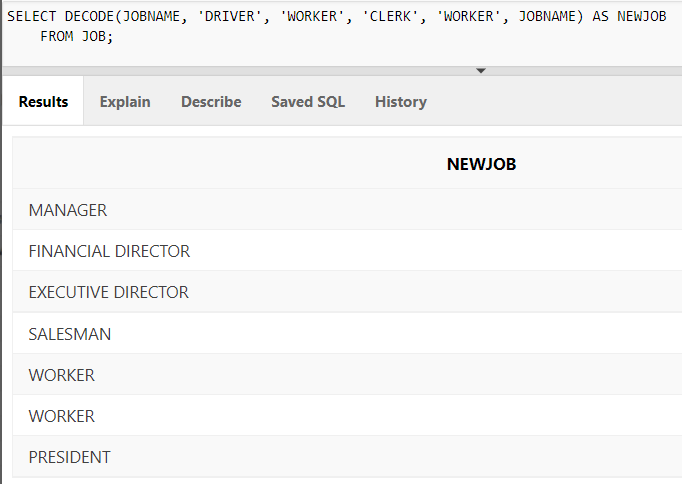 SELECT DECODE(JOBNAME, 'DRIVER', 'WORKER', 'CLERK', 'WORKER', JOBNAME) AS NEWJOB
FROM JOB;
Results Explain Describe Saved SQL History
NEWJOB
MANAGER
FINANCIAL DIRECTOR
EXECUTIVE DIRECTOR
SALESMAN
WORKER
WORKER
PRESIDENT